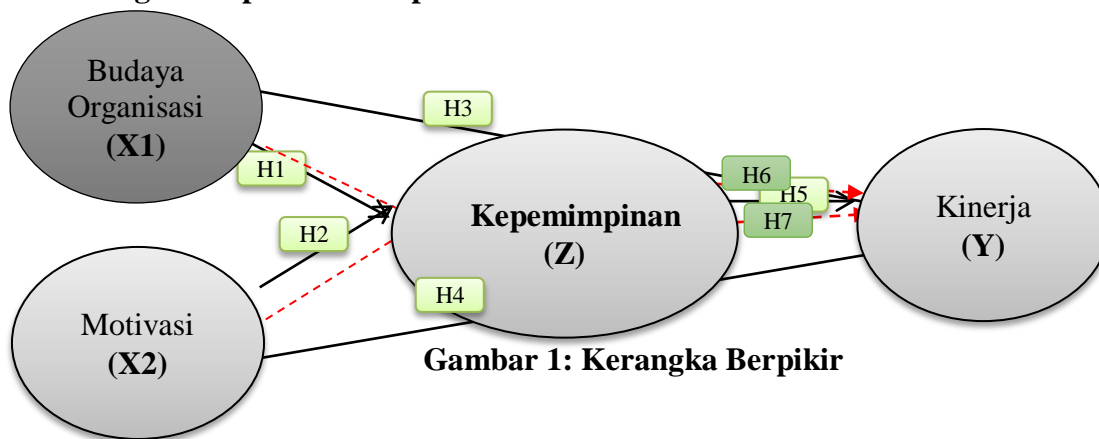 Budaya
Organisasi
(X1)
H3
H1
H6
H5
H7
Kepemimpinan
(Z)
Kinerja
(Y)
H2
H4
Motivasi
(X2)
Gambar 1: Kerangka Berpikir